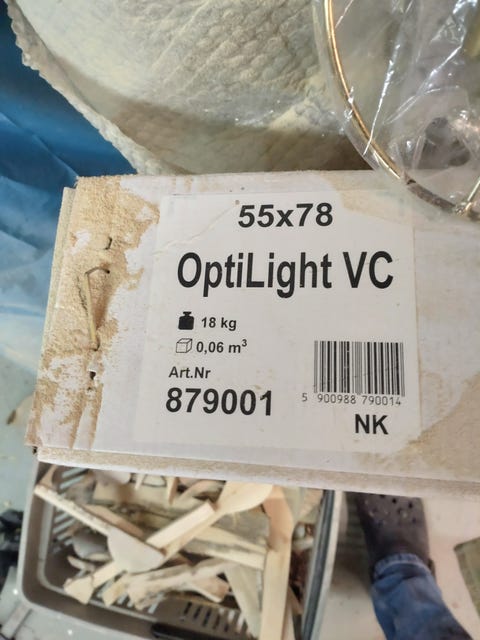 55x78
OptiLight VC
18 kg
0,06 m³
Art.Nr
879001
5 900988 790014
NK